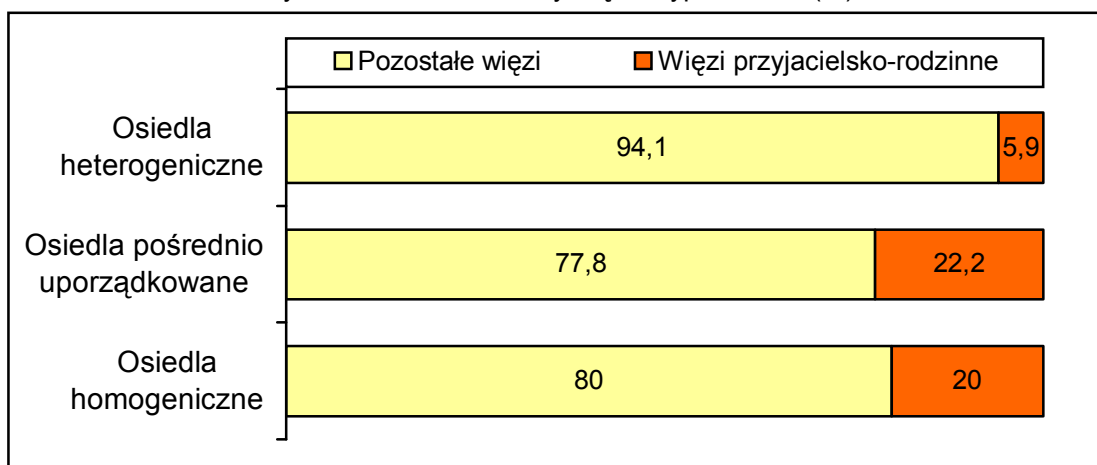 Pozostałe więzi Więzi przyjacielsko-rodzinne
Osiedla
heterogeniczne
94,1 5,9
Osiedla pośrednio
uporządkowane
77,8 22,2
Osiedla
homogeniczne
80 20